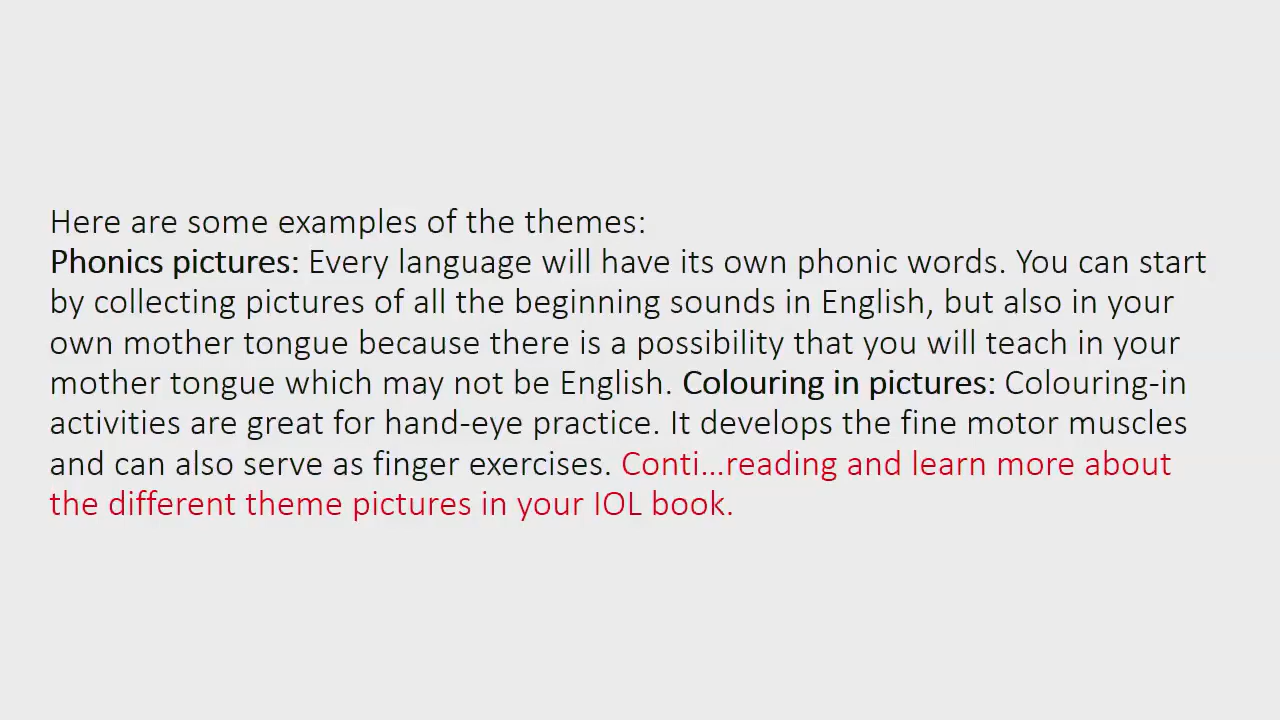 Here are some examples of the themes:
Phonics pictures: Every language will have its own phonic words. You can start
by collecting pictures of all the beginning sounds in English, but also in your
own mother tongue because there is a possibility that you will teach in your
mother tongue which may not be English. Colouring in pictures: Colouring-in
activities are great for hand-eye practice. It develops the fine motor muscles
and can also serve as finger exercises. Conti…reading and learn more about
the different theme pictures in your IOL book.